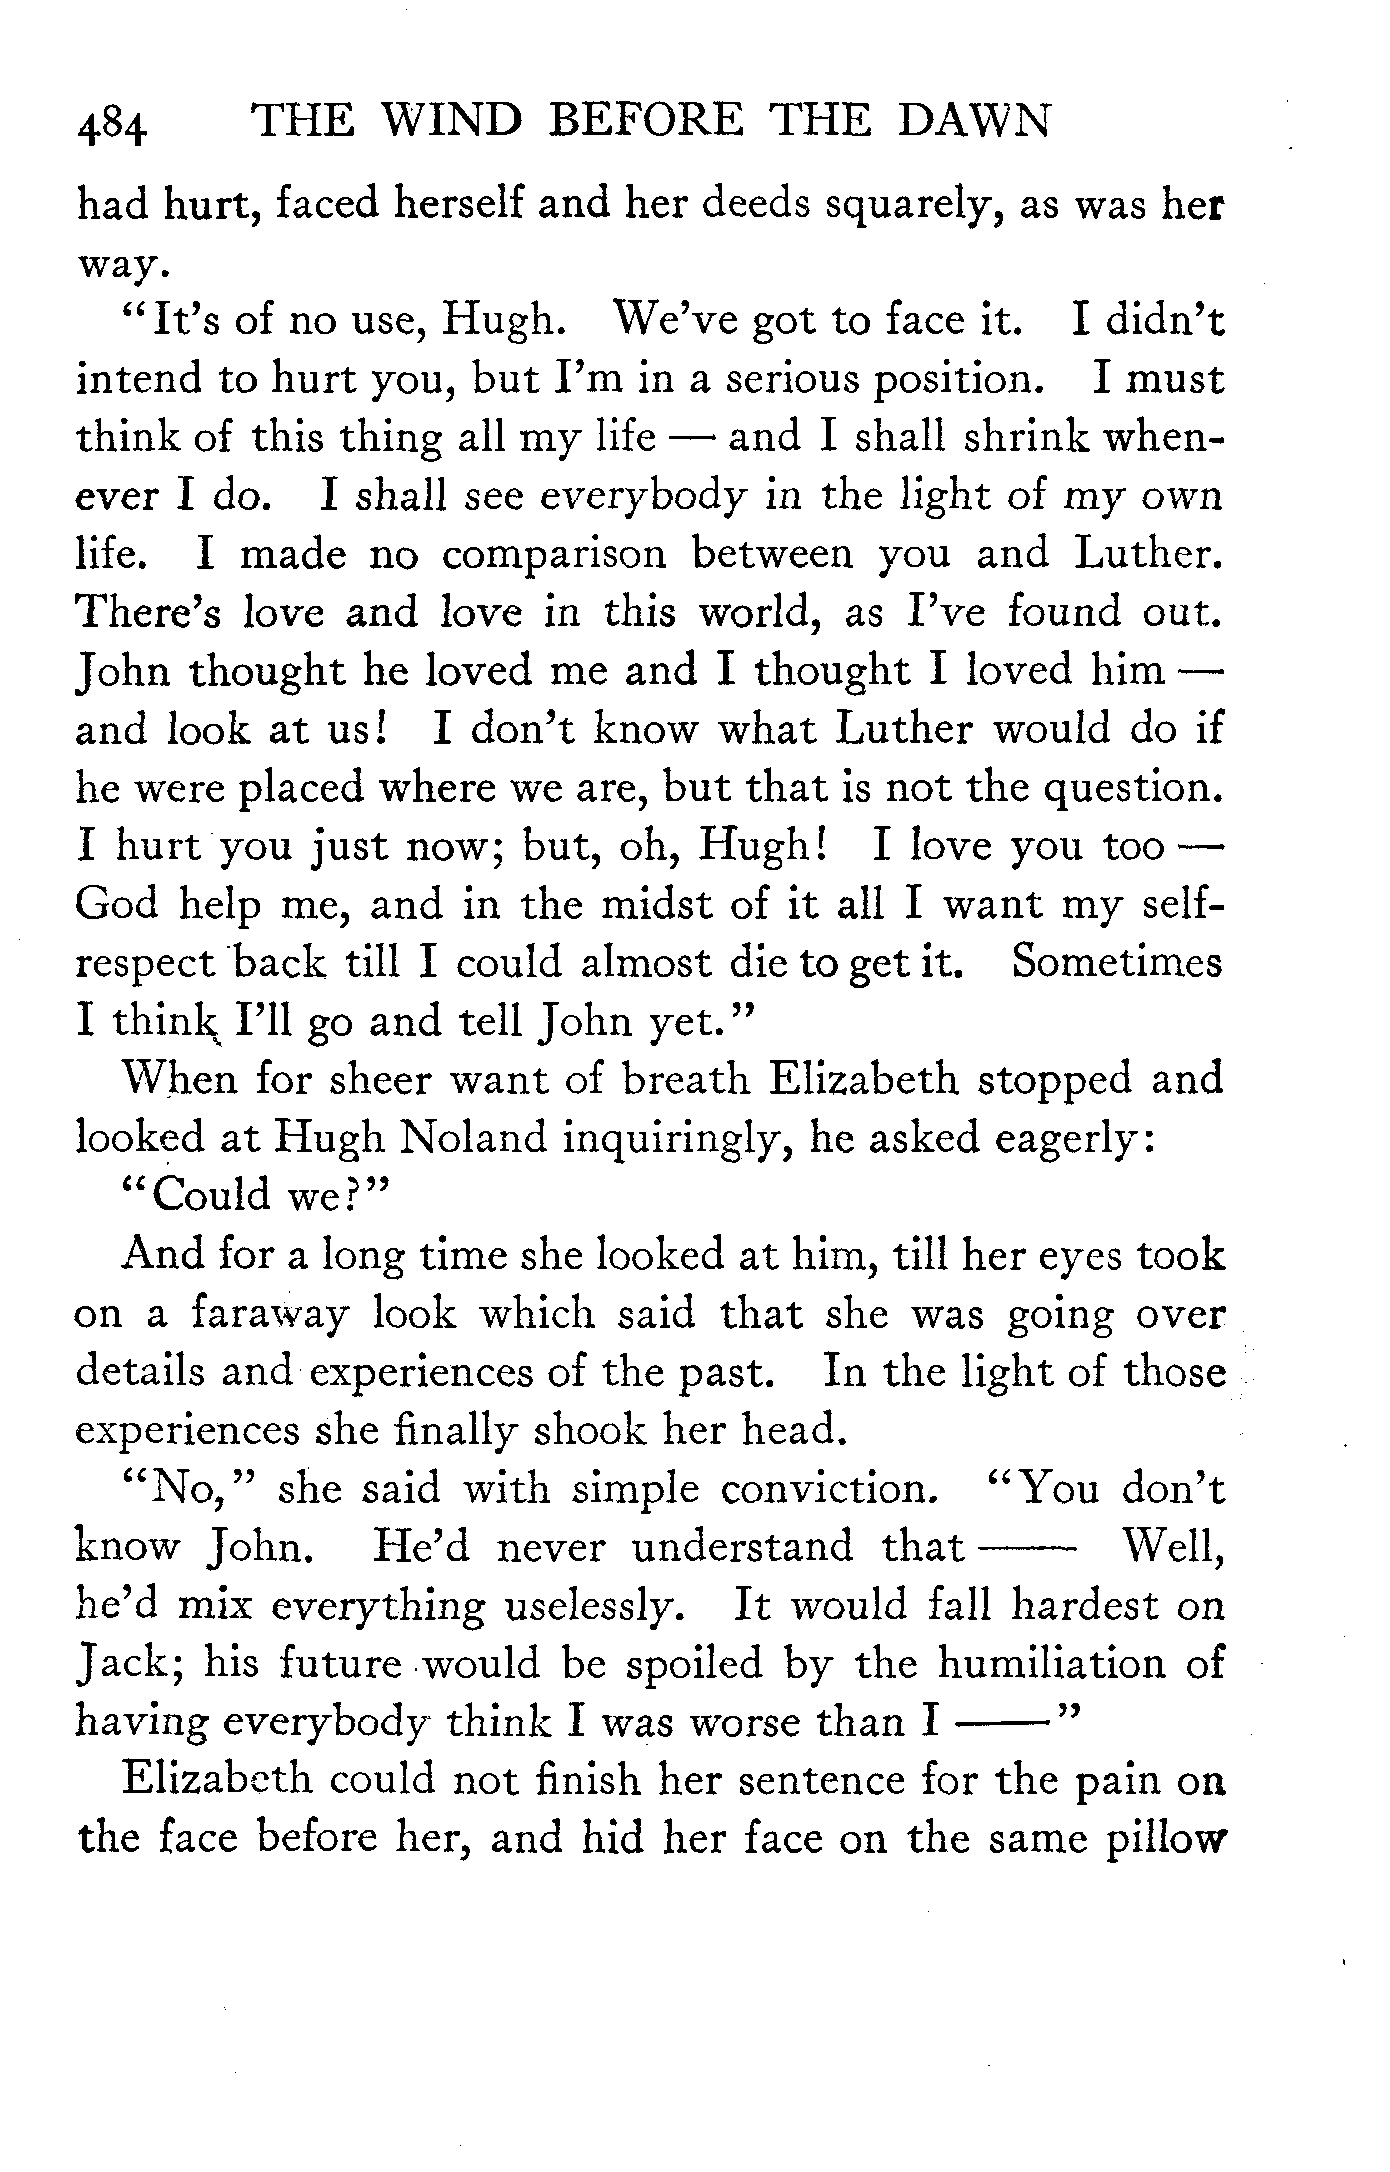 484 THE WIND BEFORE THE DAWN
had hurt, faced herself and her deeds squarely, as was her
way.
"It's of no use, Hugh. We've got to face it. I didn't
intend to hurt you, but I'm in a serious position. I must
think of this thing all my life — and I shall shrink when-
ever I do. I shall see everybody in the light of my own
life. I made no comparison between you and Luther.
There's love and love in this world, as I've found out.
John thought he loved me and I thought I loved him —
and look at us! I don't know what Luther would do if
he were placed where we are, but that is not the question.
I hurt you just now; but, oh, Hugh! I love you too —
God help me, and in the midst of it all I want my self-
respect back till I could almost die to get it. Sometimes
I think I'll go and tell John yet."
When for sheer want of breath Elizabeth stopped and
looked at Hugh Noland inquiringly, he asked eagerly:
"Could we?"
And for a long time she looked at him, till her eyes took
on a faraway look which said that she was going over
details and experiences of the past. In the light of those
experiences she finally shook her head.
"No," she said with simple conviction. "You don't
know John. He'd never understand that —— Well,
he'd mix everything uselessly. It would fall hardest on
Jack; his future would be spoiled by the humiliation of
having everybody think I was worse than I ——"
Elizabeth could not finish her sentence for the pain on
the face before her, and hid her face on the same pillow